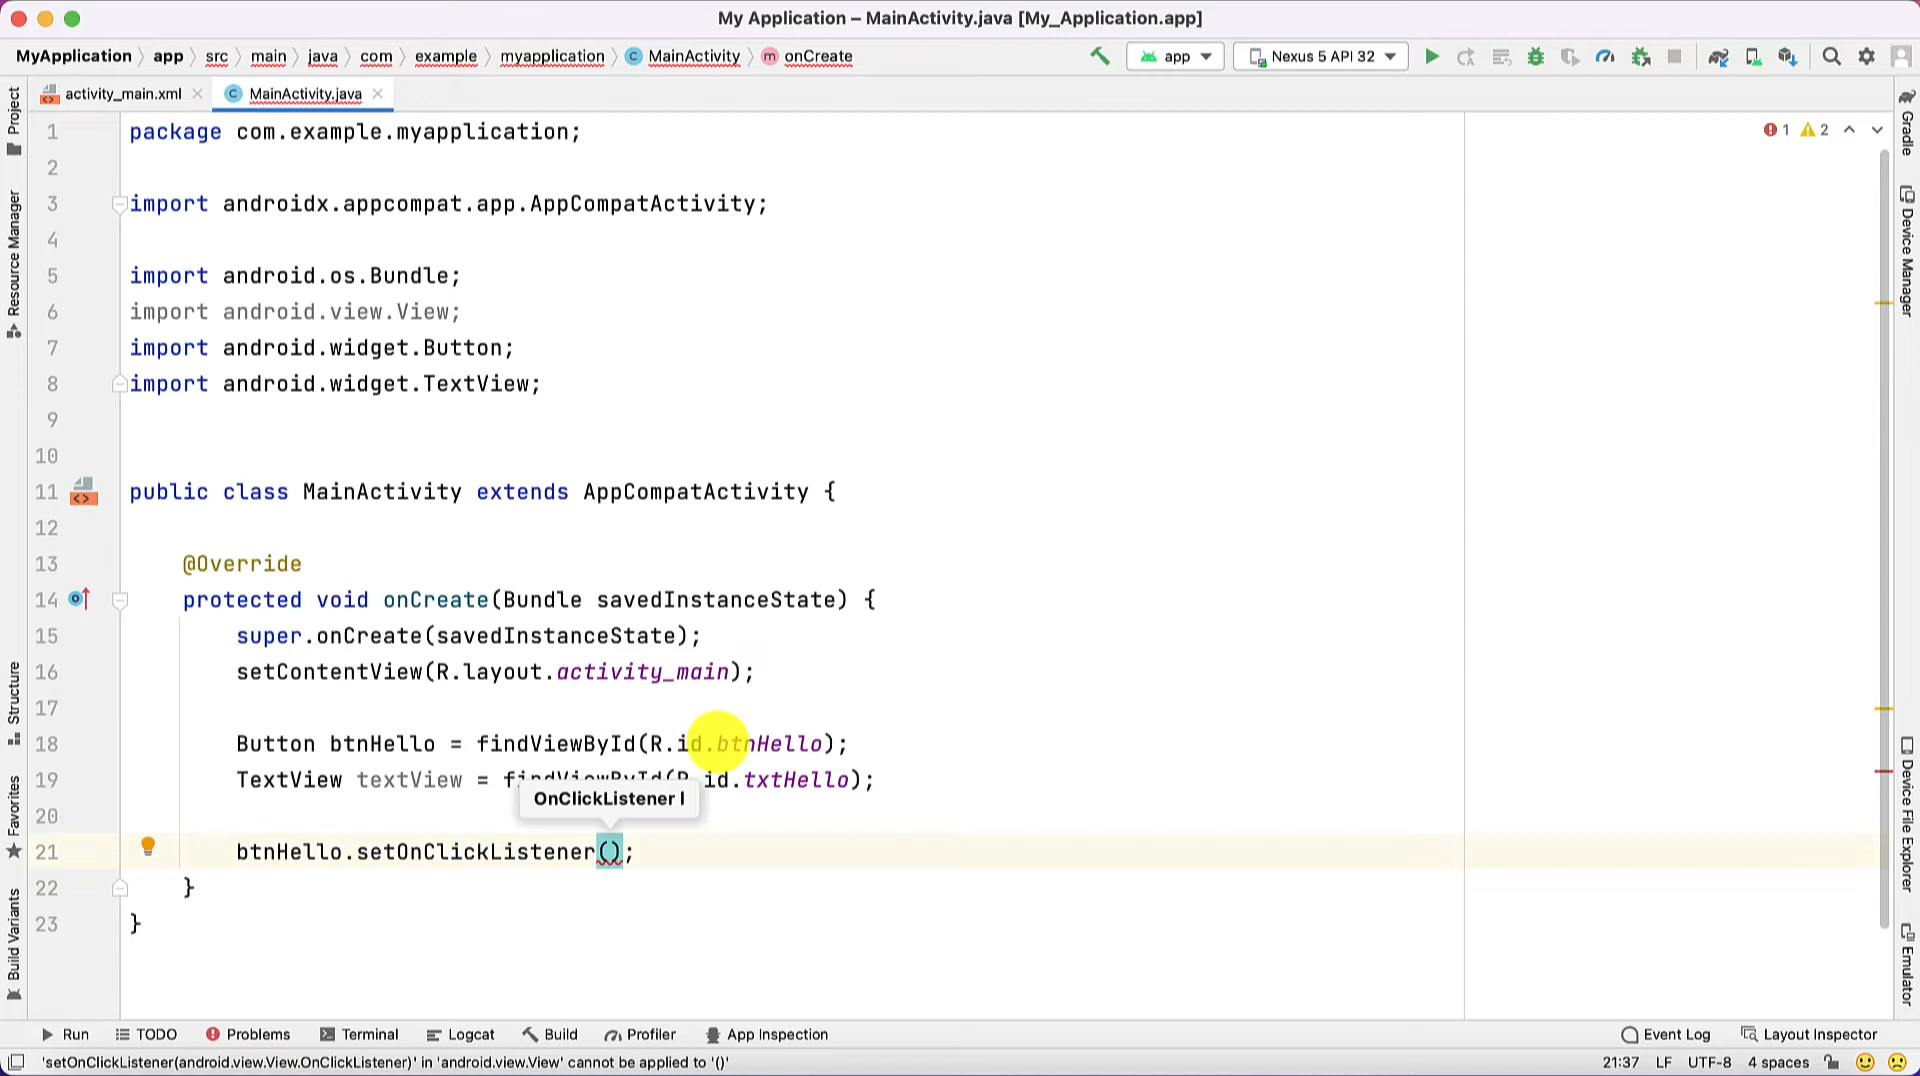 My Application – MainActivity.java [My_Application.app]
MyApplication app src main java com example myapplication C MainActivity m onCreate app Nexus 5 API 32
activity_main.xml C MainActivity.java
Project
Resource Manager
Structure
Favorites
Build Variants
1 package com.example.myapplication;
2
3 import androidx.appcompat.app.AppCompatActivity;
4
5 import android.os.Bundle;
6 import android.view.View;
7 import android.widget.Button;
8 import android.widget.TextView;
9
10
11 public class MainActivity extends AppCompatActivity {
12
13 @Override
14 protected void onCreate(Bundle savedInstanceState) {
15 super.onCreate(savedInstanceState);
16 setContentView(R.layout.activity_main);
17
18 Button btnHello = findViewById(R.id.btnHello);
19 TextView textView = findViewById(R.id.txtHello);
OnClickListener l
20
21 btnHello.setOnClickListener();
22 }
23 }
1 2
Gradle
Device Manager
Device File Explorer
Emulator
Run TODO Problems Terminal Logcat Build Profiler App Inspection Event Log Layout Inspector
'setOnClickListener(android.view.View.OnClickListener)' in 'android.view.View' cannot be applied to '()' 21:37 LF UTF-8 4 spaces